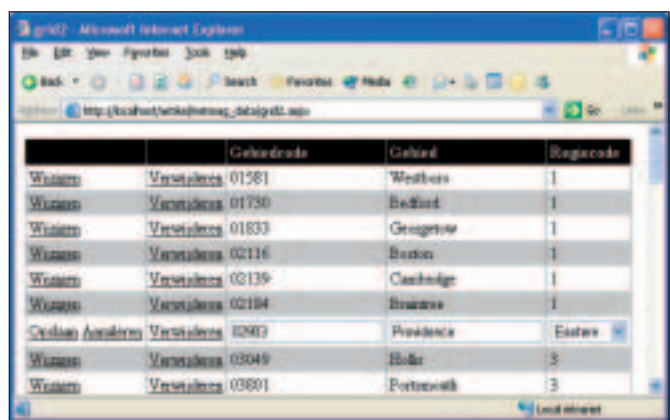 grid2 - Microsoft Internet Explorer
File Edit View Favorites Tools Help
Back Search Favorites Media
Go Links
Gebiedcode Gebied Regiocode
Wijzigen Verwijderen 01581 Westboro 1
Wijzigen Verwijderen 01730 Bedford 1
Wijzigen Verwijderen 01833 Georgetow 1
Wijzigen Verwijderen 02116 Boston 1
Wijzigen Verwijderen 02139 Cambridge 1
Wijzigen Verwijderen 02184 Braintree 1
Opslaan Annuleren Verwijderen 02903 Providence Eastern
Wijzigen Verwijderen 03049 Hollis 3
Wijzigen Verwijderen 03801 Portsmouth 3
Local intranet